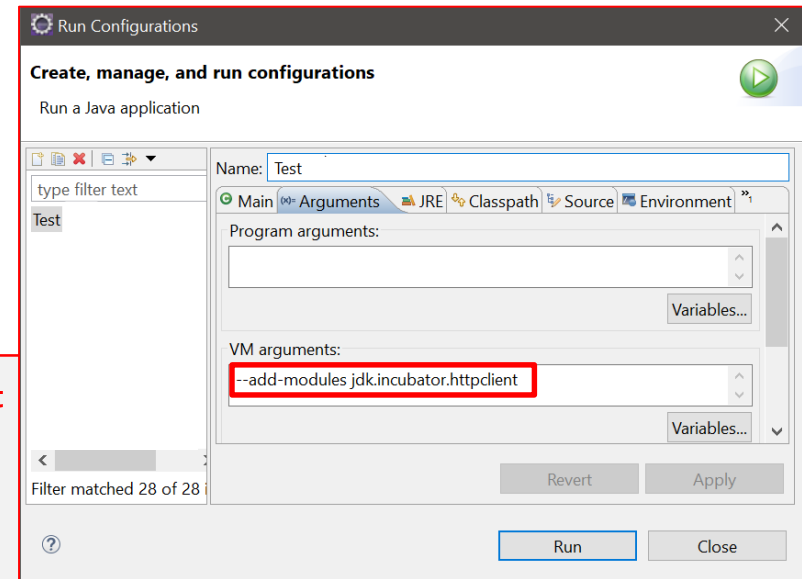 Run Configurations
Create, manage, and run configurations
Run a Java application
type filter text
Test
Filter matched 28 of 28
Name: Test
Main (x)= Arguments JRE Classpath Source Environment »1
Program arguments:
Variables...
VM arguments:
--add-modules jdk.incubator.httpclient
Variables...
Revert Apply
Run Close